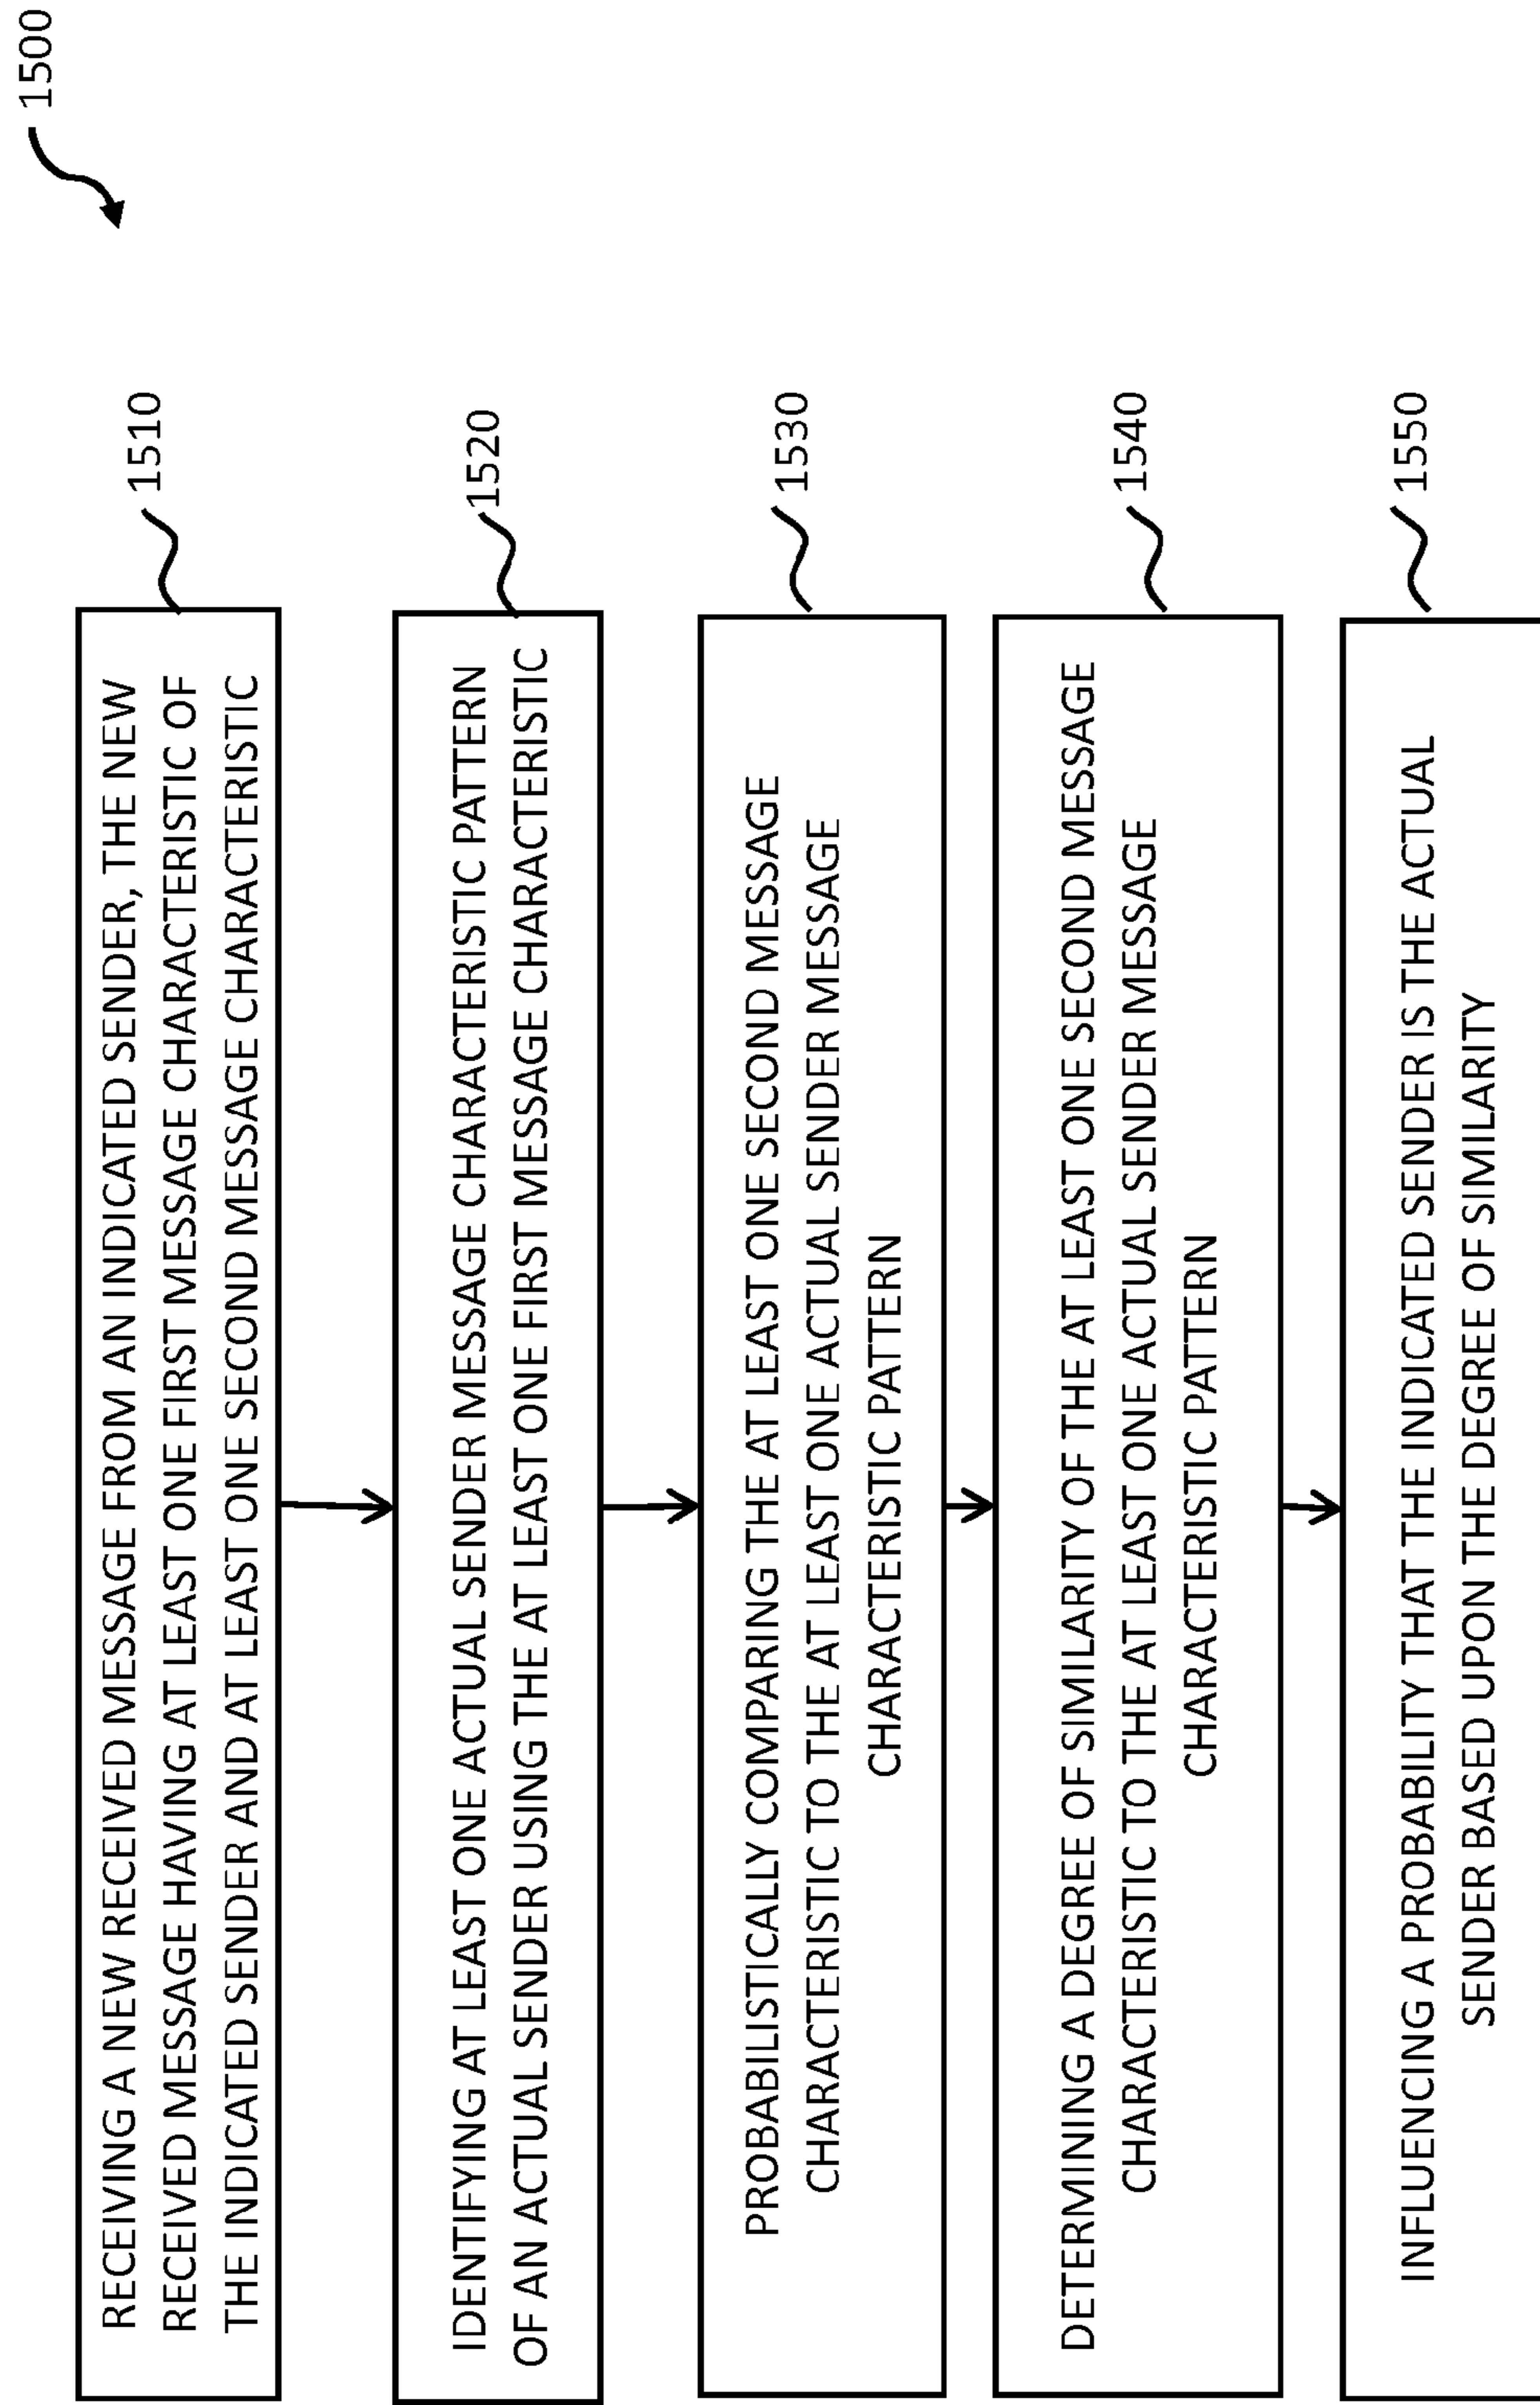 1500
RECEIVING A NEW RECEIVED MESSAGE FROM AN INDICATED SENDER, THE NEW
RECEIVED MESSAGE HAVING AT LEAST ONE FIRST MESSAGE CHARACTERISTIC OF
THE INDICATED SENDER AND AT LEAST ONE SECOND MESSAGE CHARACTERISTIC
1510
IDENTIFYING AT LEAST ONE ACTUAL SENDER MESSAGE CHARACTERISTIC PATTERN
OF AN ACTUAL SENDER USING THE AT LEAST ONE FIRST MESSAGE CHARACTERISTIC
1520
PROBABILISTICALLY COMPARING THE AT LEAST ONE SECOND MESSAGE
CHARACTERISTIC TO THE AT LEAST ONE ACTUAL SENDER MESSAGE
CHARACTERISTIC PATTERN
1530
DETERMINING A DEGREE OF SIMILARITY OF THE AT LEAST ONE SECOND MESSAGE
CHARACTERISTIC TO THE AT LEAST ONE ACTUAL SENDER MESSAGE
CHARACTERISTIC PATTERN
1540
INFLUENCING A PROBABILITY THAT THE INDICATED SENDER IS THE ACTUAL
SENDER BASED UPON THE DEGREE OF SIMILARITY
1550